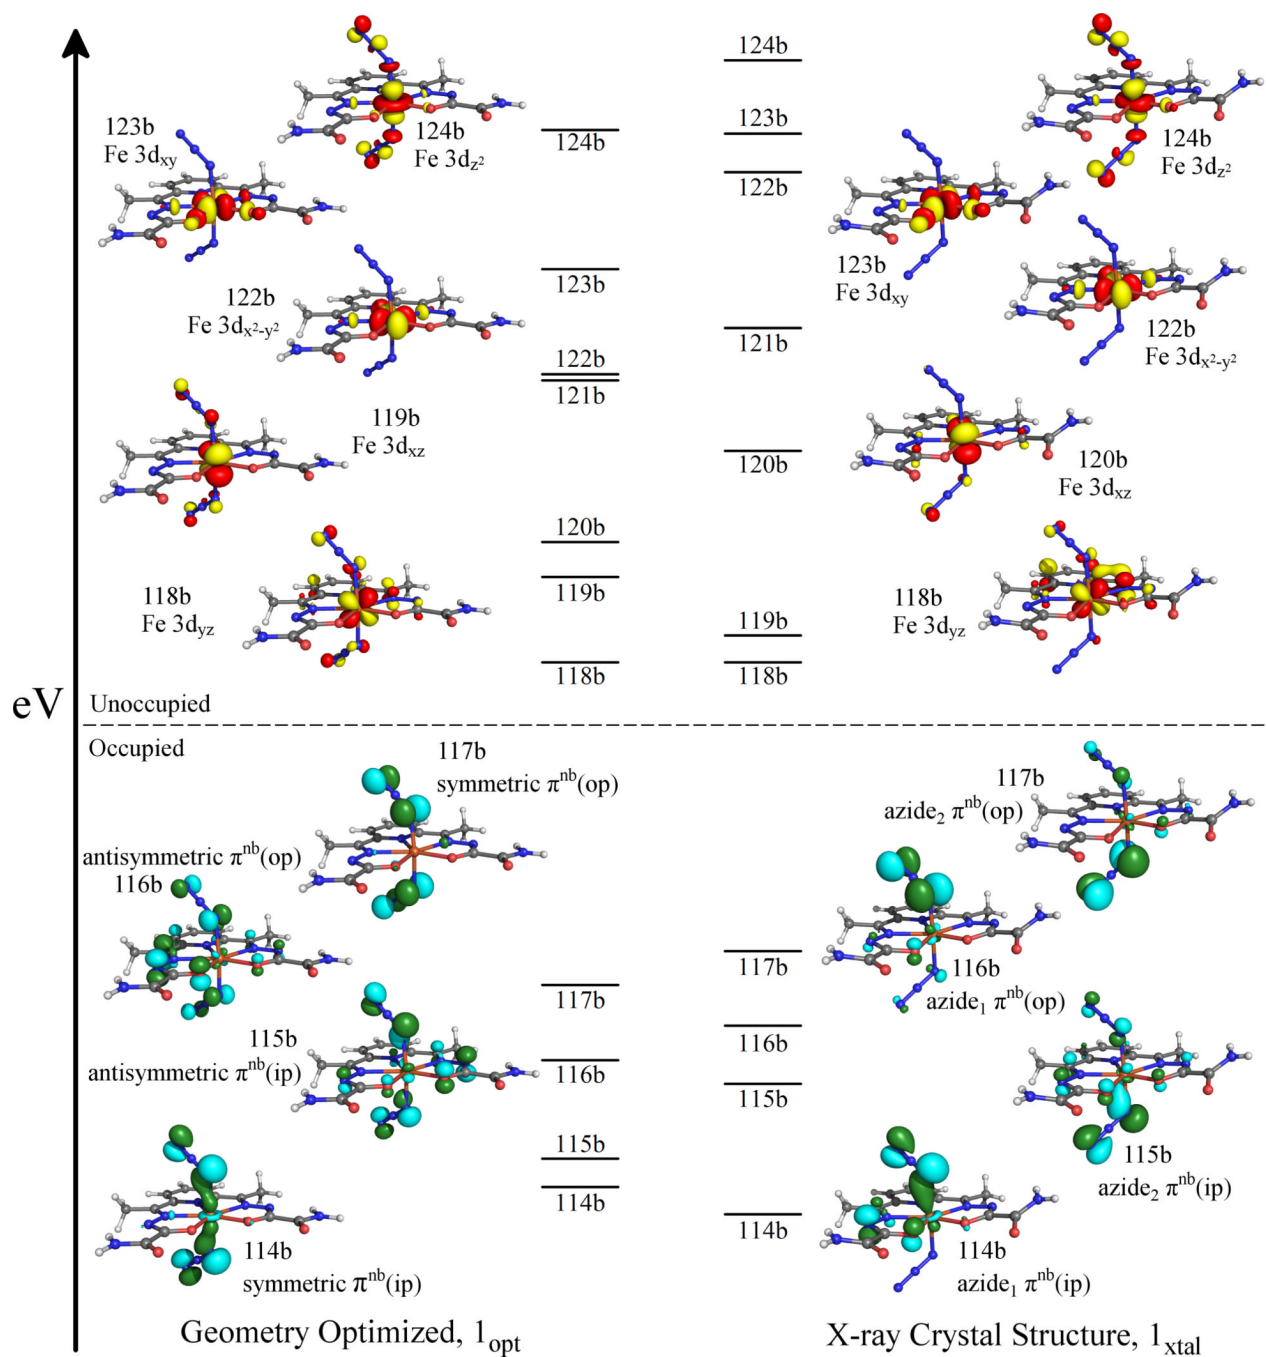 124b
Fe 3dz²
123b
Fe 3dxy
122b
Fe 3dx²-y²
119b
Fe 3dxz
118b
Fe 3dyz
124b
123b
122b
121b
120b
119b
118b
124b
123b
122b
121b
120b
119b
118b
124b
Fe 3dz²
123b
Fe 3dxy
122b
Fe 3dx²-y²
120b
Fe 3dxz
118b
Fe 3dyz
eV
Unoccupied
Occupied
117b
symmetric πⁿᵇ(op)
antisymmetric πⁿᵇ(op)
116b
115b
antisymmetric πⁿᵇ(ip)
114b
symmetric πⁿᵇ(ip)
117b
116b
115b
114b
117b
116b
115b
114b
117b
azide₂ πⁿᵇ(op)
116b
azide₁ πⁿᵇ(op)
115b
azide₂ πⁿᵇ(ip)
114b
azide₁ πⁿᵇ(ip)
Geometry Optimized, 1opt
X-ray Crystal Structure, 1xtal